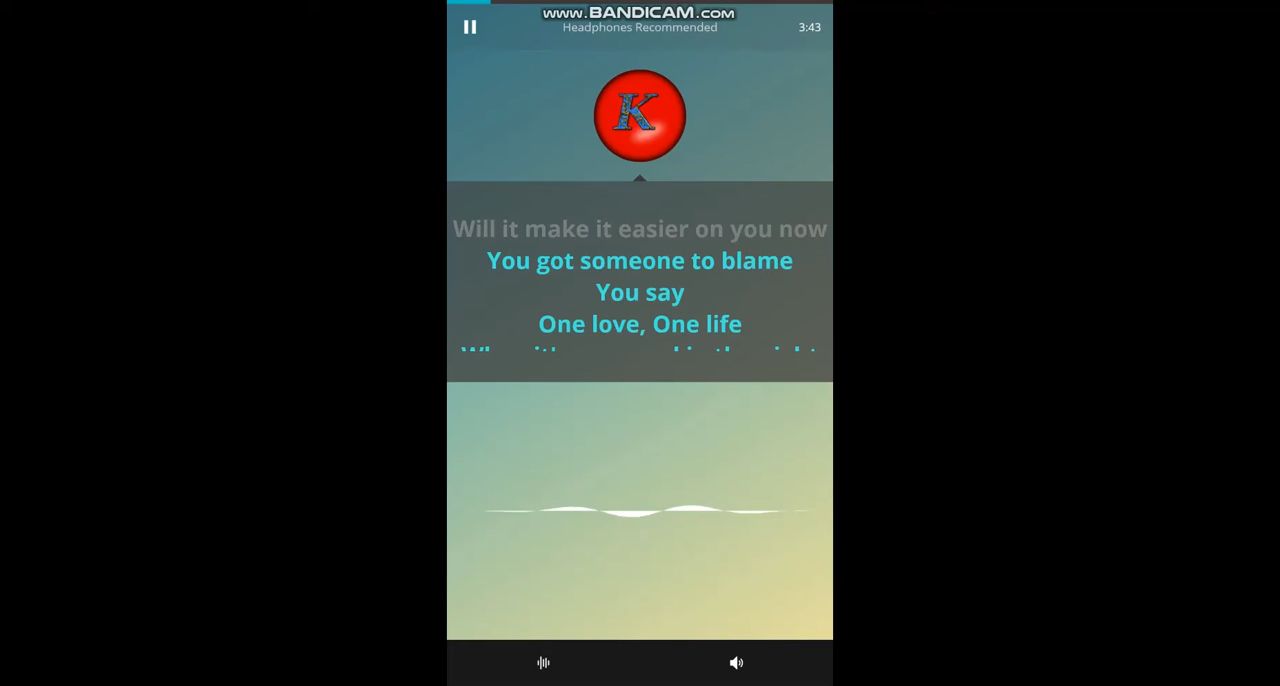 www.BANDICAM.com
Headphones Recommended
3:43
K
Will it make it easier on you now
You got someone to blame
You say
One love, One life